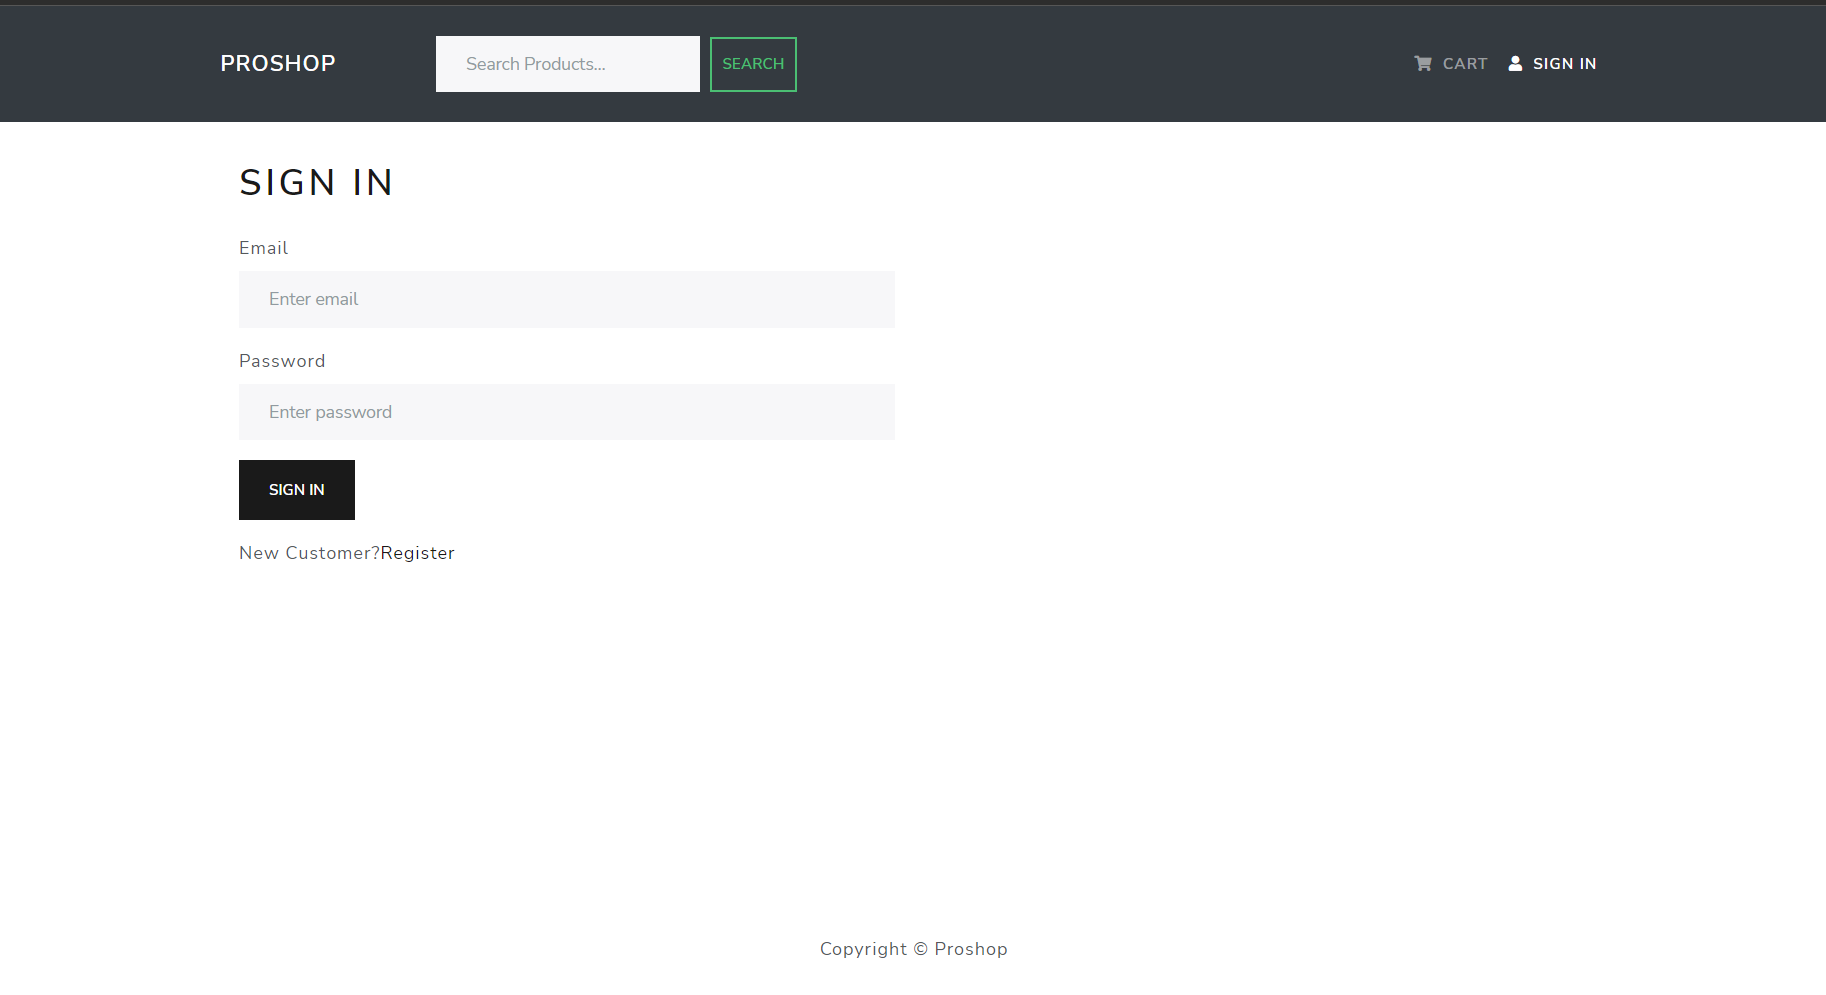 PROSHOP Search Products... SEARCH CART SIGN IN
SIGN IN
Email
Enter email
Password
Enter password
SIGN IN
New Customer?Register
Copyright © Proshop